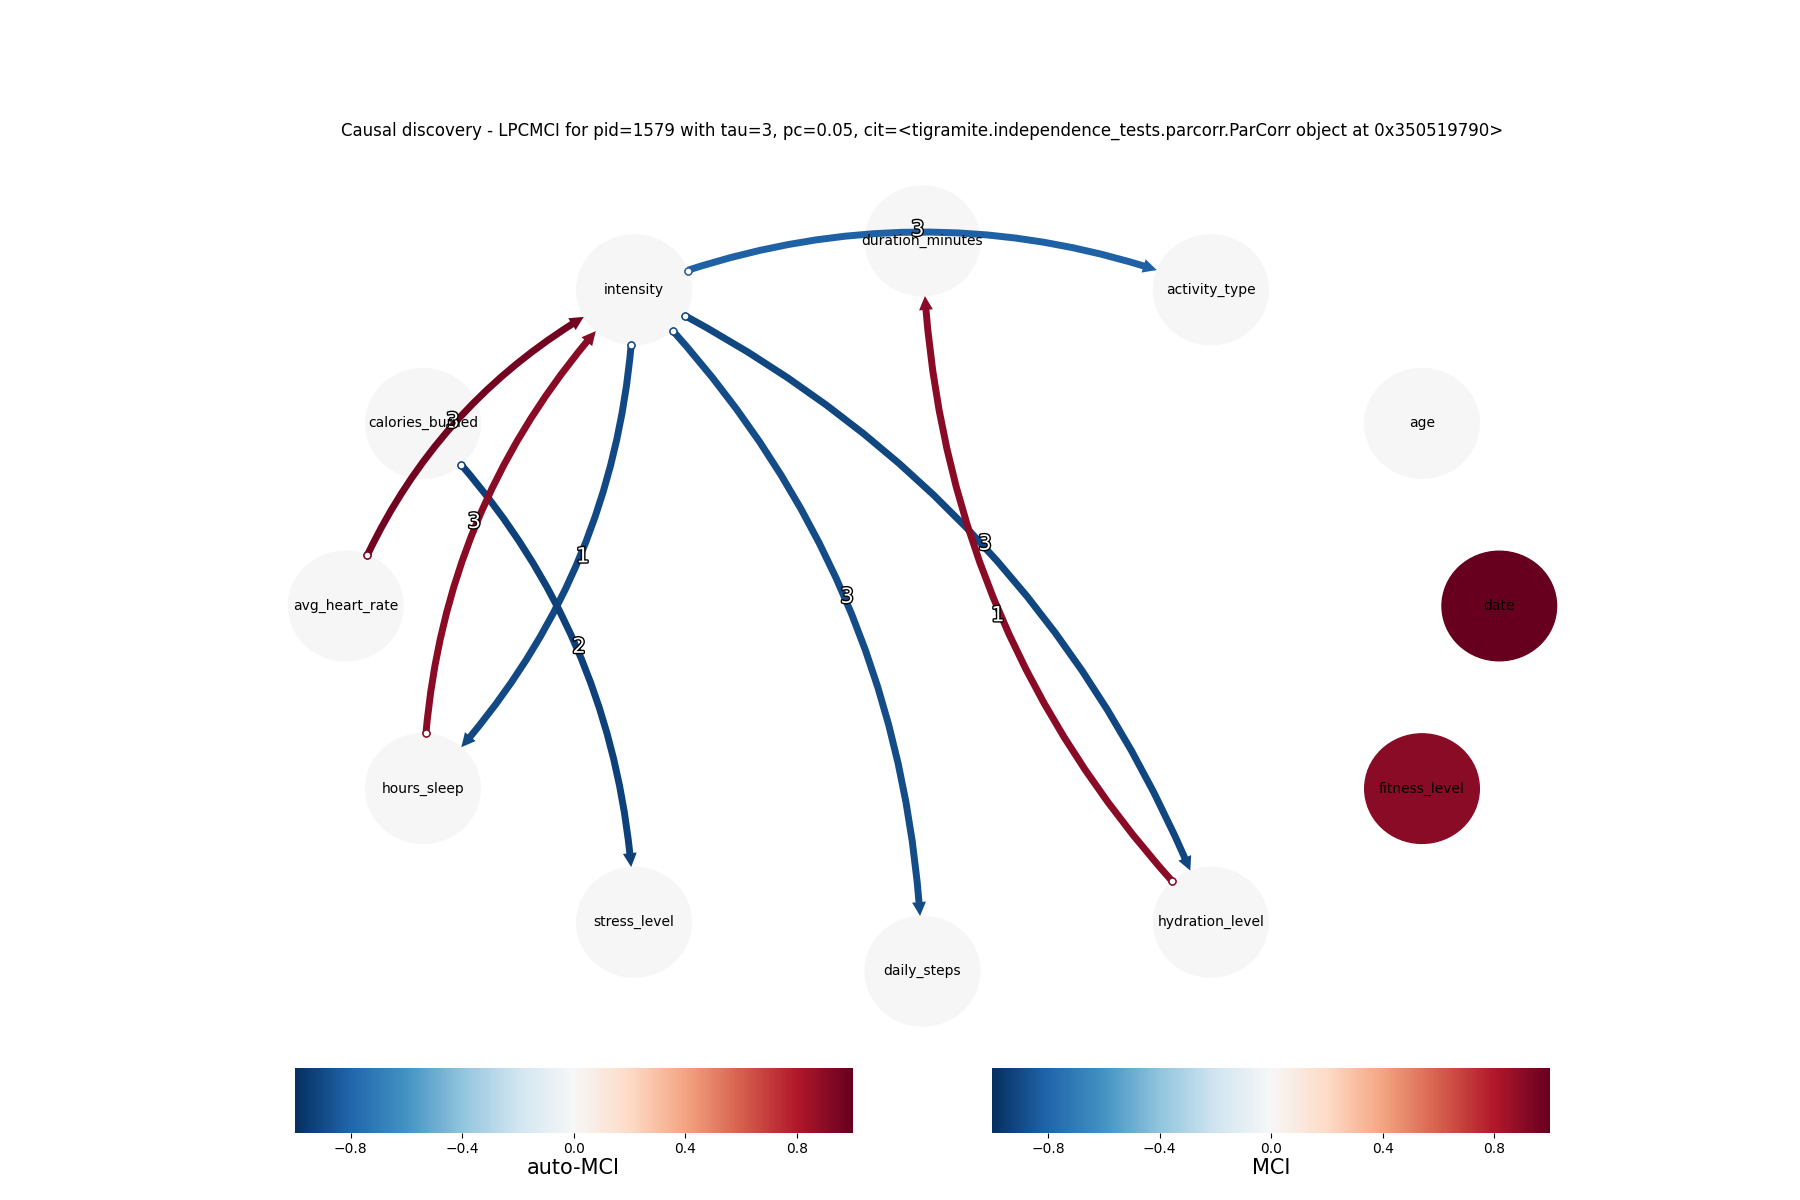 Causal discovery - LPCMCI for pid=1579 with tau=3, pc=0.05, cit=<tigramite.independence_tests.parcorr.ParCorr object at 0x350519790>
3
duration_minutes
intensity
activity_type
3
calories_burned
age
3
3
1
avg_heart_rate
3
date
1
2
hours_sleep
fitness_level
stress_level
hydration_level
daily_steps
−0.8 −0.4 0.0 0.4 0.8
auto-MCI
−0.8 −0.4 0.0 0.4 0.8
MCI